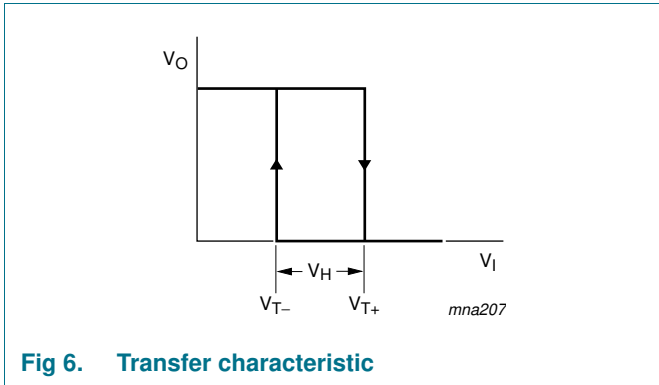 VO
VH
VI
VT−
VT+
mna207
Fig 6. Transfer characteristic